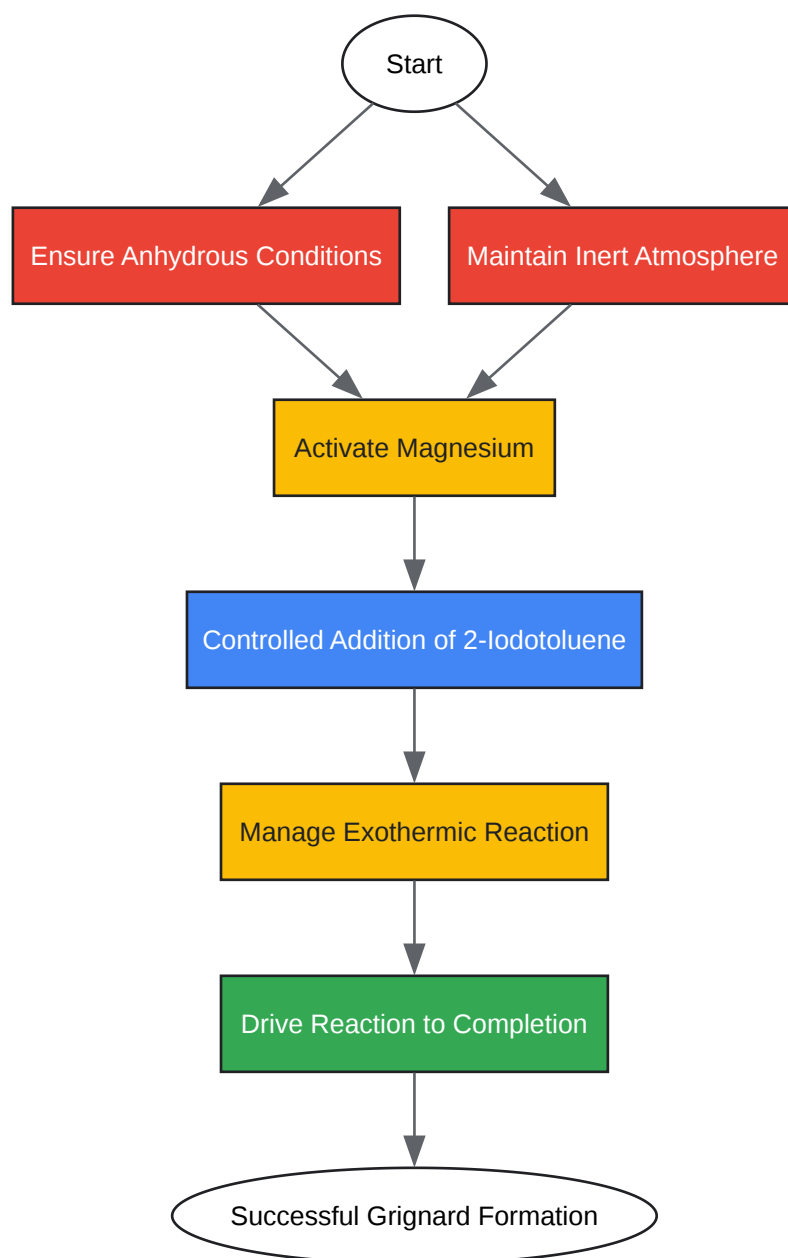 Start
Ensure Anhydrous Conditions
Maintain Inert Atmosphere
Activate Magnesium
Controlled Addition of 2-Iodotoluene
Manage Exothermic Reaction
Drive Reaction to Completion
Successful Grignard Formation